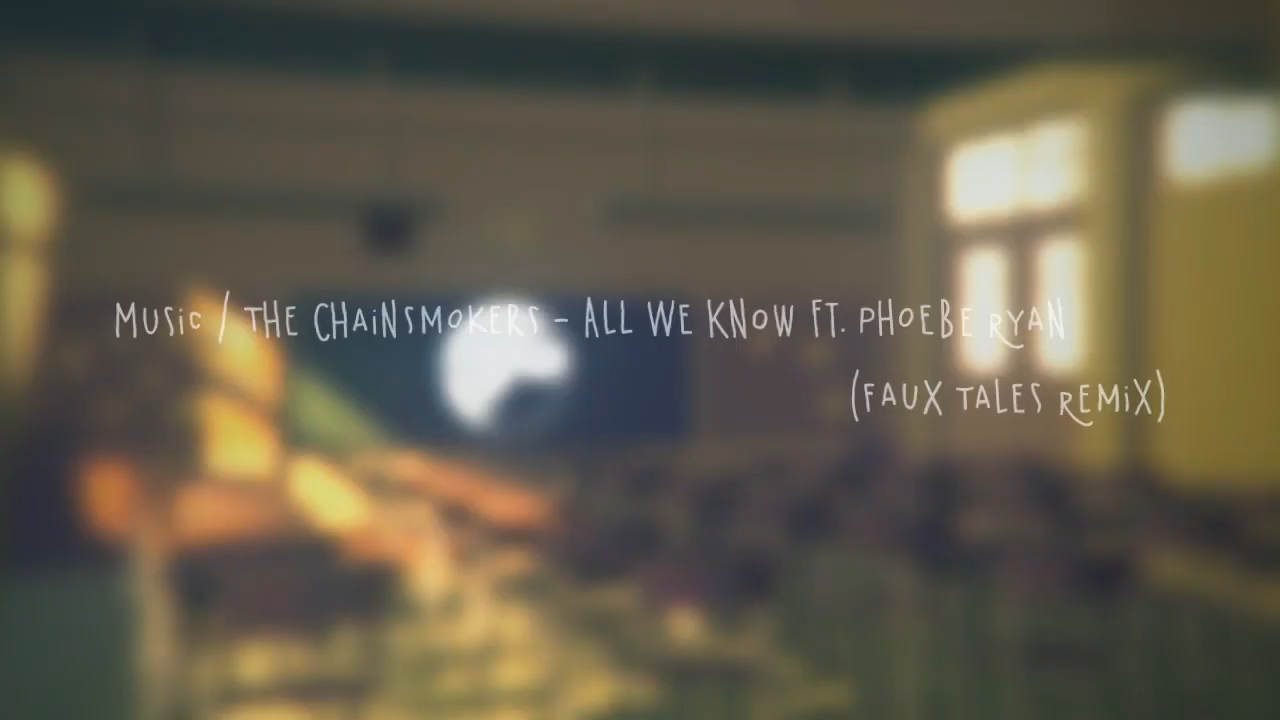 MUSiC / THE CHAiNSMOKERS - ALL WE KNOW FT. PHOEBE RYAN
(FAUX TALES REMiX)